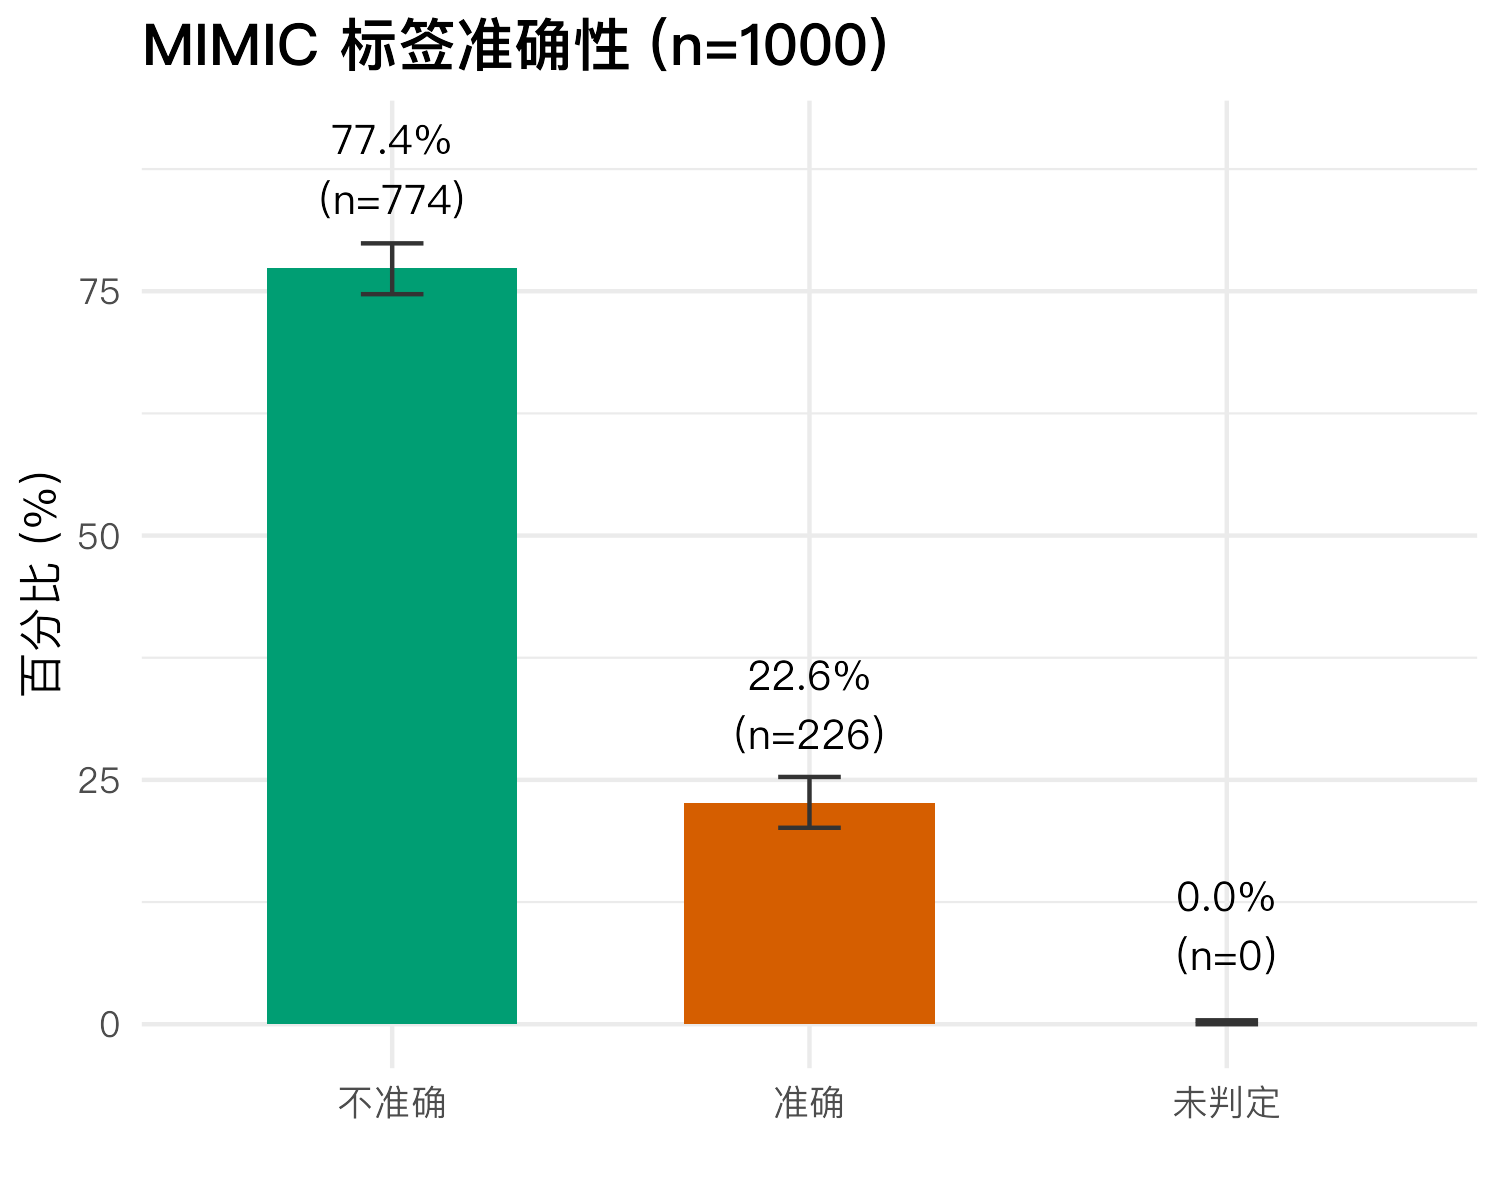 MIMIC 标签准确性 (n=1000)
77.4%
(n=774)
22.6%
(n=226)
0.0%
(n=0)
百分比 (%)
75
50
25
0
不准确
准确
未判定